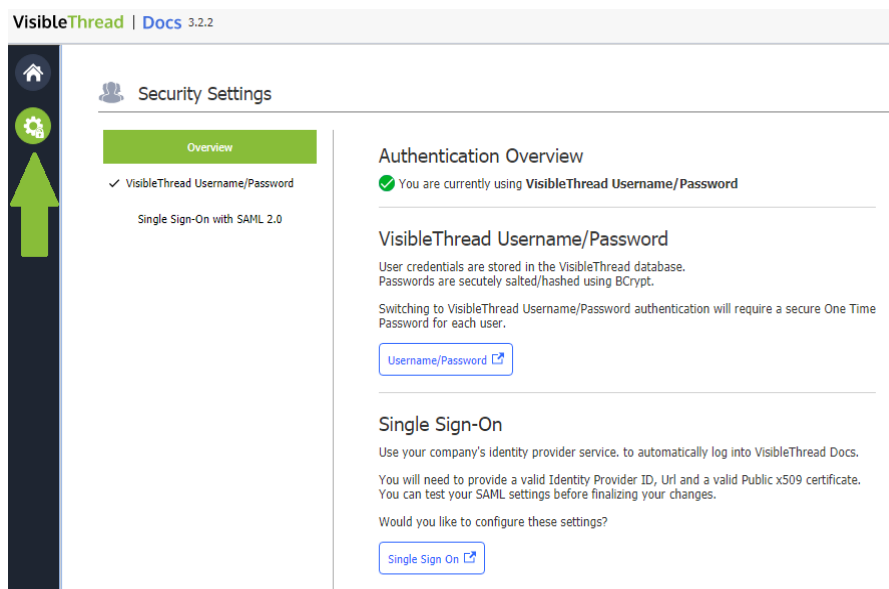 VisibleThread | Docs 3.2.2
Security Settings
Overview
VisibleThread Username/Password
Single Sign-On with SAML 2.0
Authentication Overview
You are currently using VisibleThread Username/Password
VisibleThread Username/Password
User credentials are stored in the VisibleThread database.
Passwords are secutely salted/hashed using BCrypt.
Switching to VisibleThread Username/Password authentication will require a secure One Time
Password for each user.
Username/Password
Single Sign-On
Use your company's identity provider service. to automatically log into VisibleThread Docs.
You will need to provide a valid Identity Provider ID, Url and a valid Public x509 certificate.
You can test your SAML settings before finalizing your changes.
Would you like to configure these settings?
Single Sign On